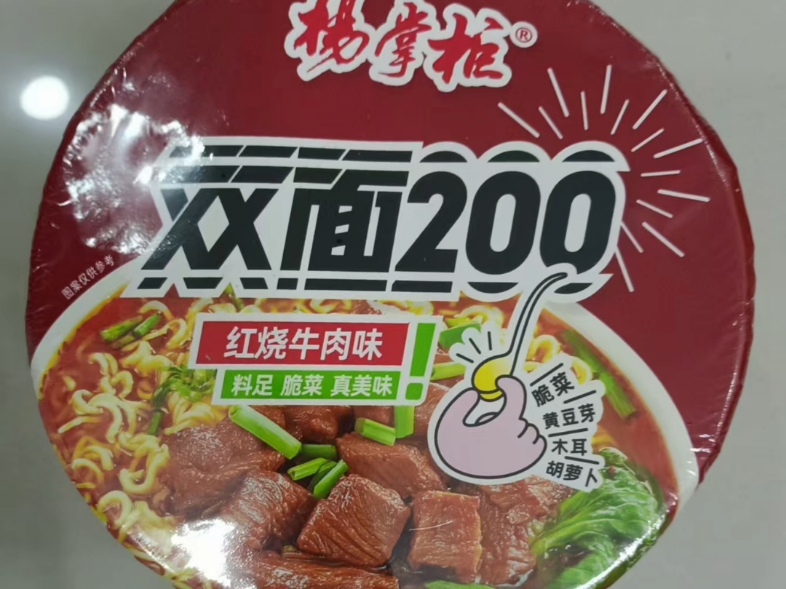 杨掌柜®
双面200
图案仅供参考
红烧牛肉味
料足 脆菜 真美味!
脆菜
黄豆芽
木耳
胡萝卜